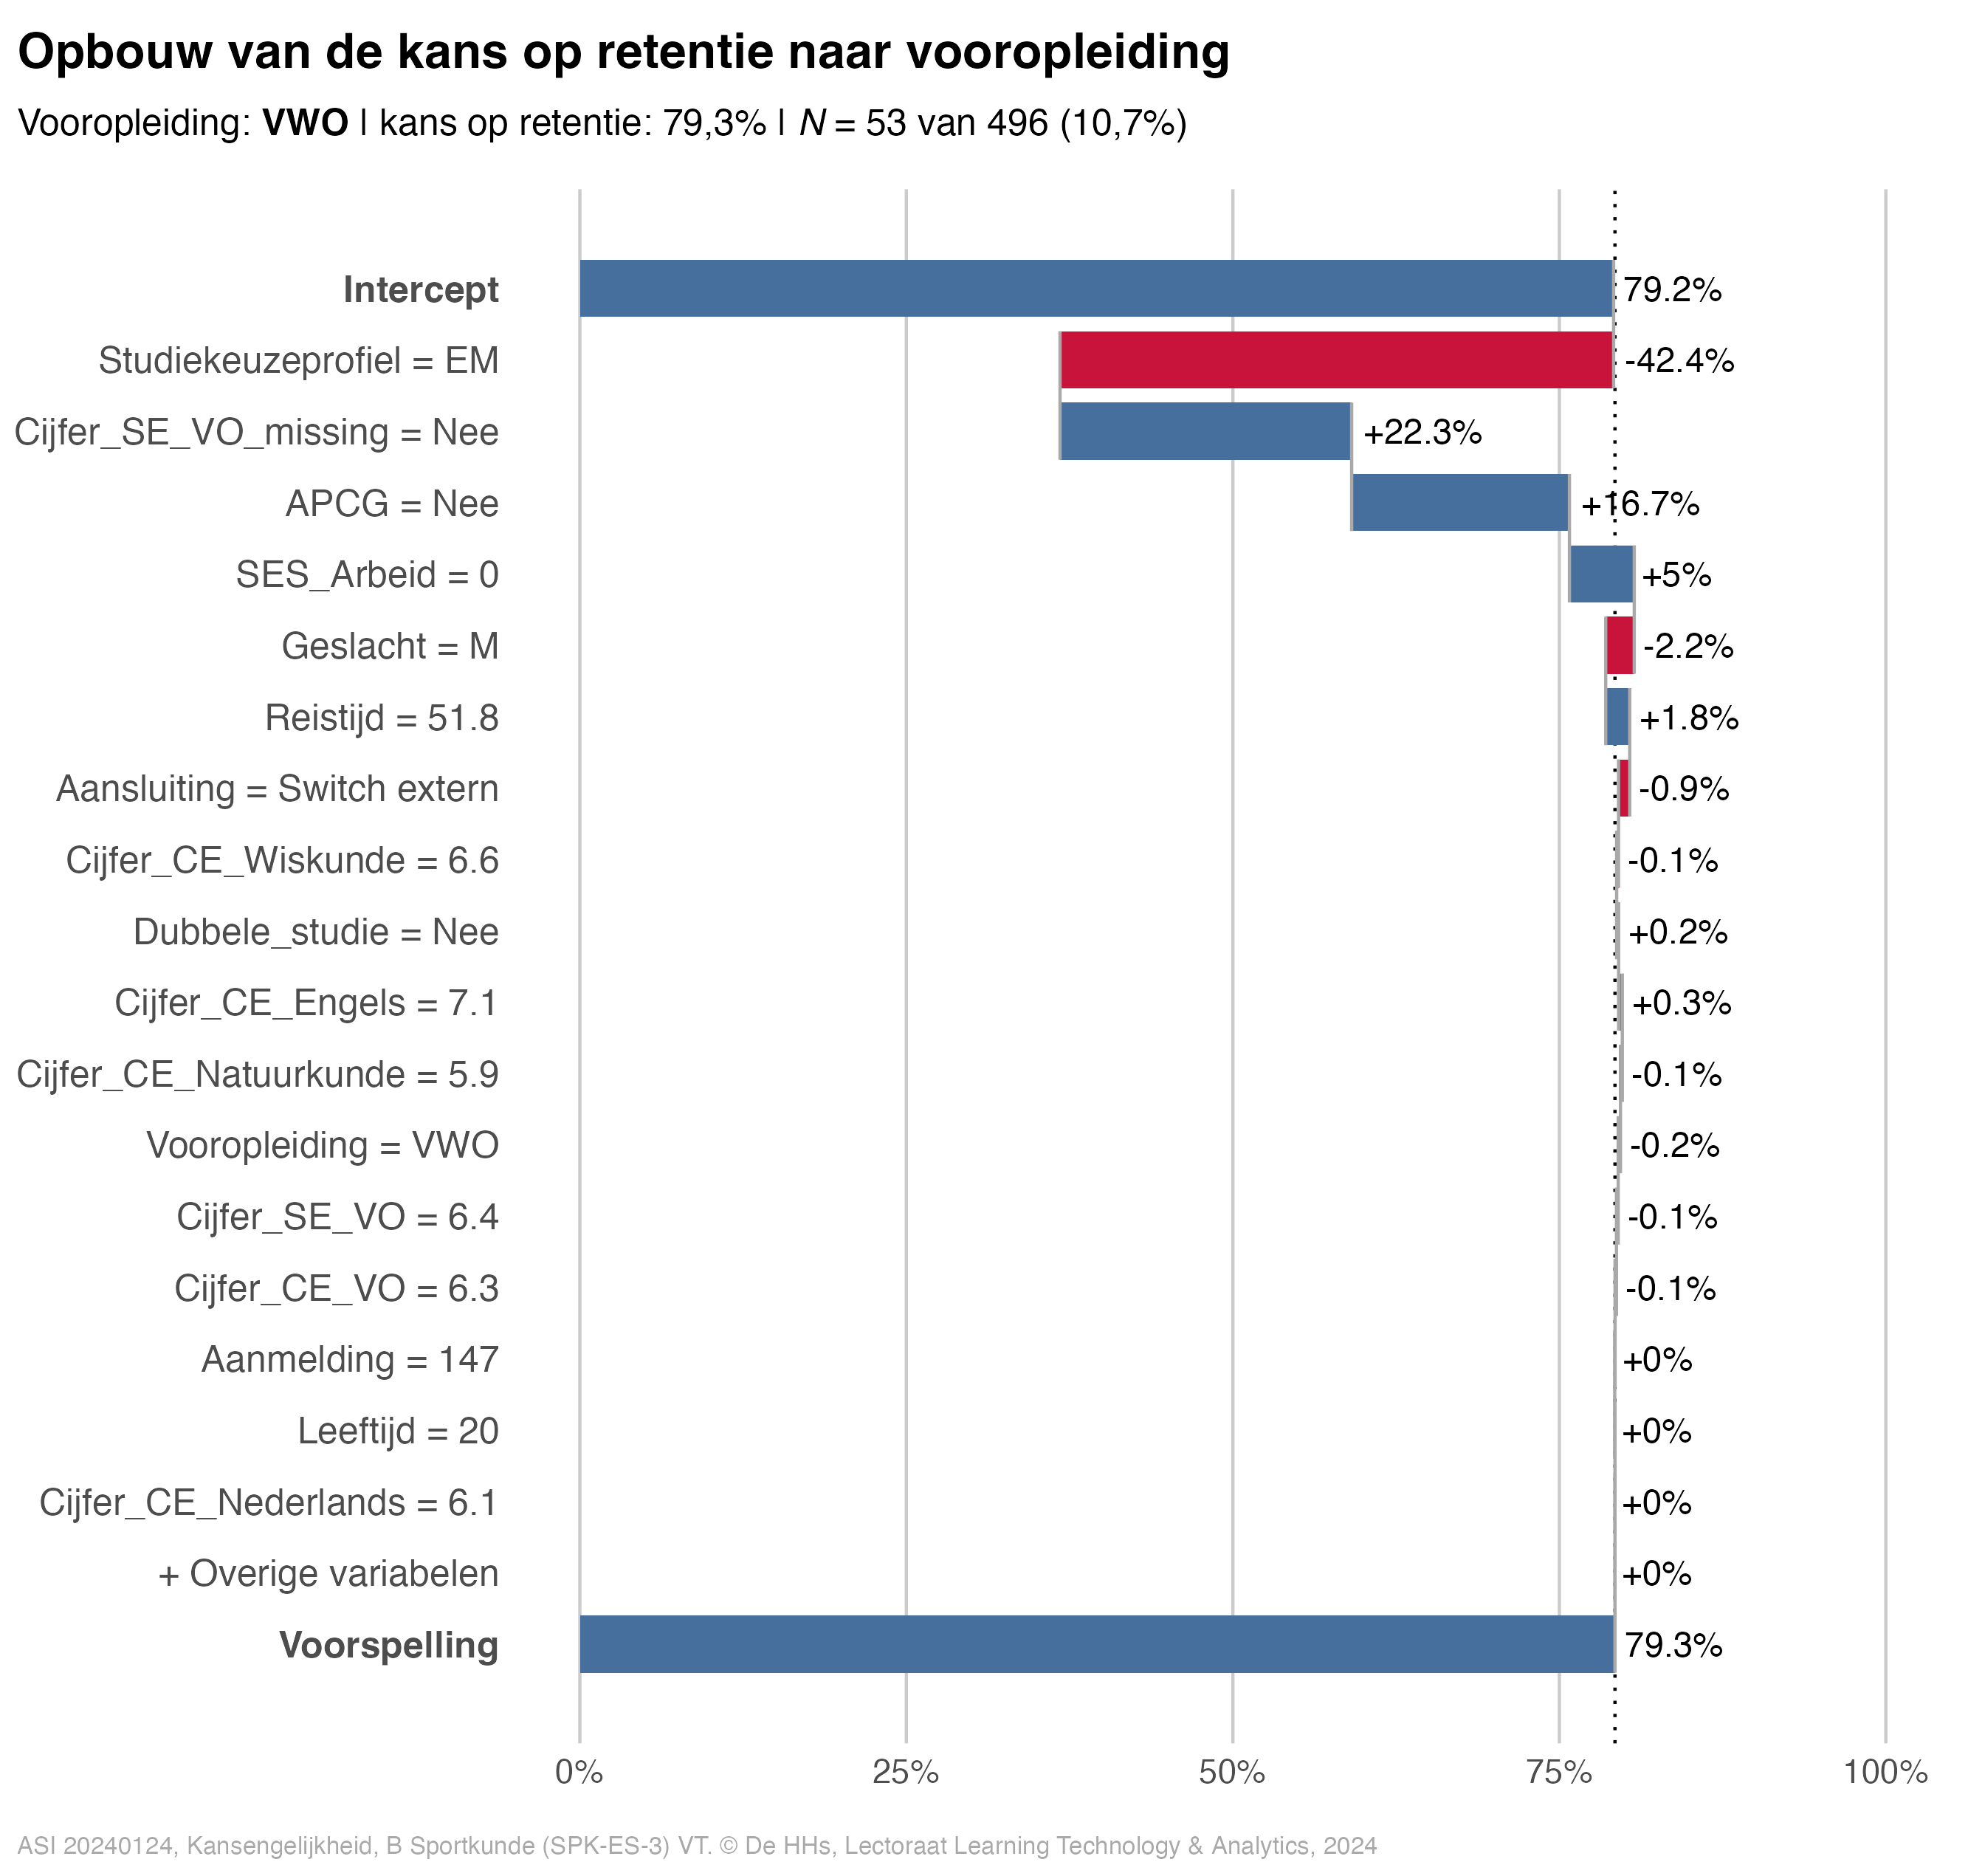 Opbouw van de kans op retentie naar vooropleiding
Vooropleiding: VWO | kans op retentie: 79,3% | N = 53 van 496 (10,7%)
Intercept 79.2%
Studiekeuzeprofiel = EM -42.4%
Cijfer_SE_VO_missing = Nee +22.3%
APCG = Nee +16.7%
SES_Arbeid = 0 +5%
Geslacht = M -2.2%
Reistijd = 51.8 +1.8%
Aansluiting = Switch extern -0.9%
Cijfer_CE_Wiskunde = 6.6 -0.1%
Dubbele_studie = Nee +0.2%
Cijfer_CE_Engels = 7.1 +0.3%
Cijfer_CE_Natuurkunde = 5.9 -0.1%
Vooropleiding = VWO -0.2%
Cijfer_SE_VO = 6.4 -0.1%
Cijfer_CE_VO = 6.3 -0.1%
Aanmelding = 147 +0%
Leeftijd = 20 +0%
Cijfer_CE_Nederlands = 6.1 +0%
+ Overige variabelen +0%
Voorspelling 79.3%
0% 25% 50% 75% 100%
ASI 20240124, Kansengelijkheid, B Sportkunde (SPK-ES-3) VT. © De HHs, Lectoraat Learning Technology & Analytics, 2024